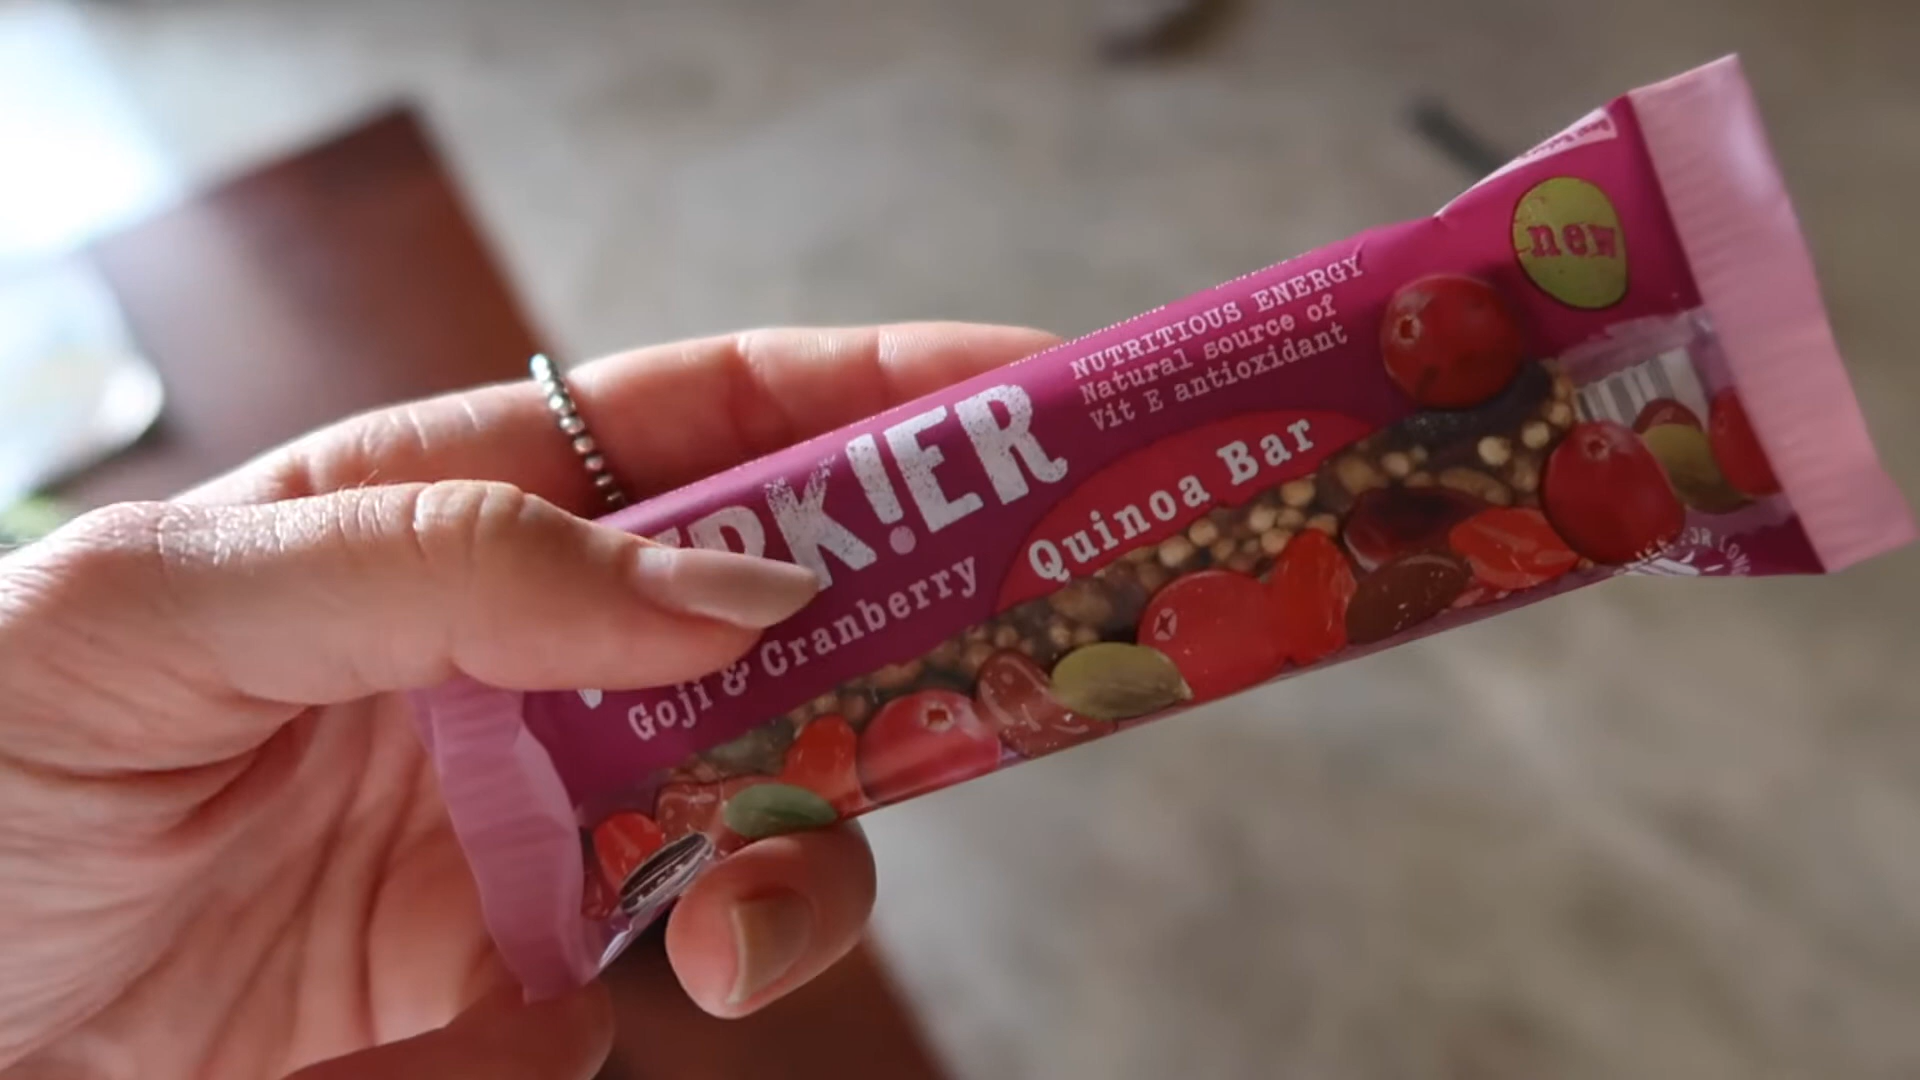 new
NUTRITIOUS ENERGY
Natural source of
Vit E antioxidant
RK!ER
Quinoa Bar
Goji & Cranberry